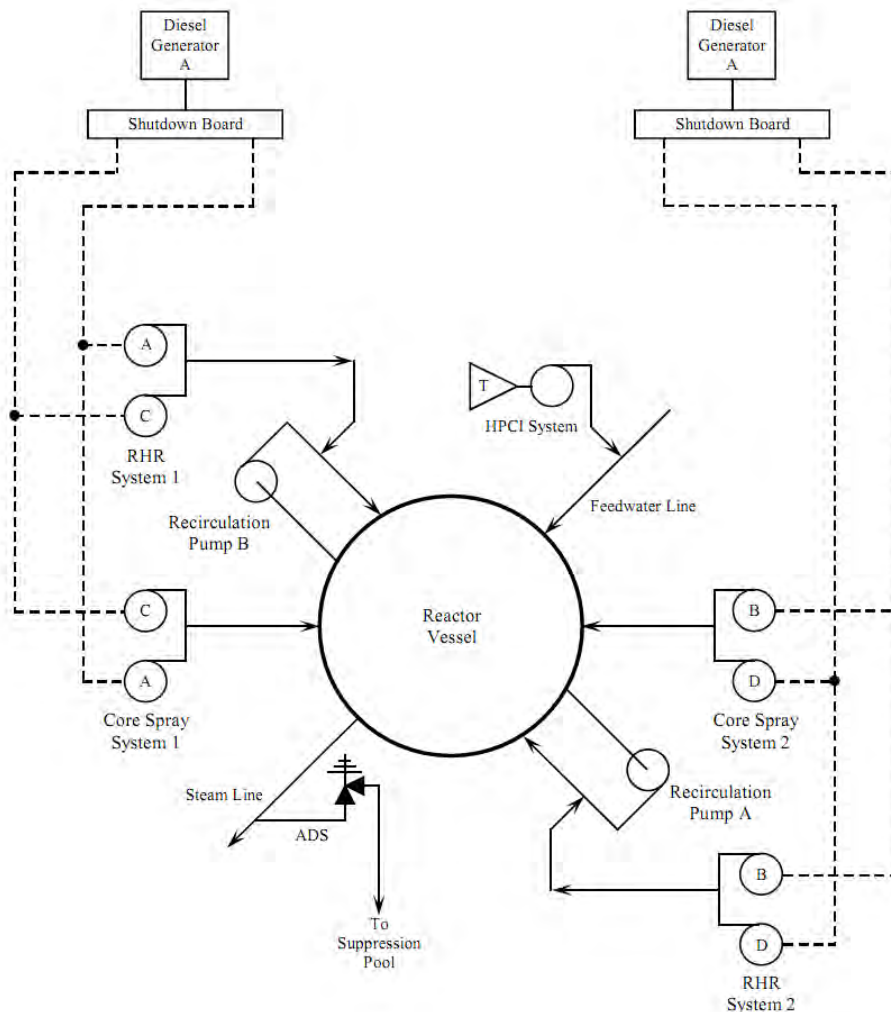 Diesel
Generator
A
Diesel
Generator
A
Shutdown Board
Shutdown Board
A
C
RHR
System 1
T
HPCI System
Feedwater Line
Recirculation
Pump B
Reactor
Vessel
C
A
Core Spray
System 1
B
D
Core Spray
System 2
Steam Line
ADS
To
Suppression
Pool
Recirculation
Pump A
B
D
RHR
System 2